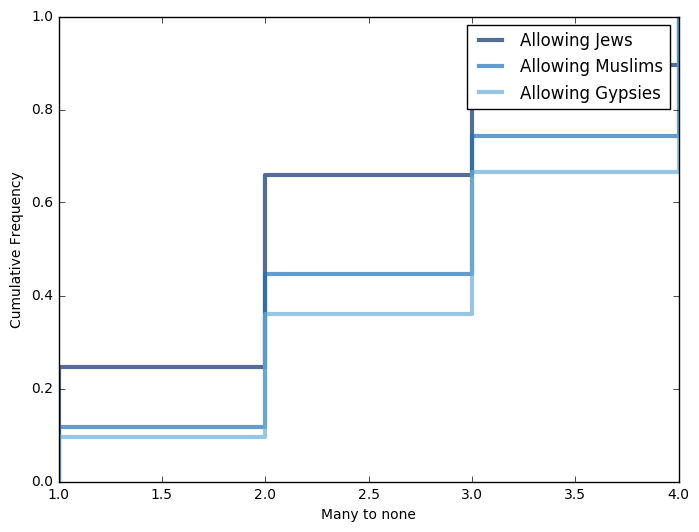 1.0
0.8
0.6
0.4
0.2
0.0
Cumulative Frequency
Allowing Jews
Allowing Muslims
Allowing Gypsies
1.0 1.5 2.0 2.5 3.0 3.5 4.0
Many to none